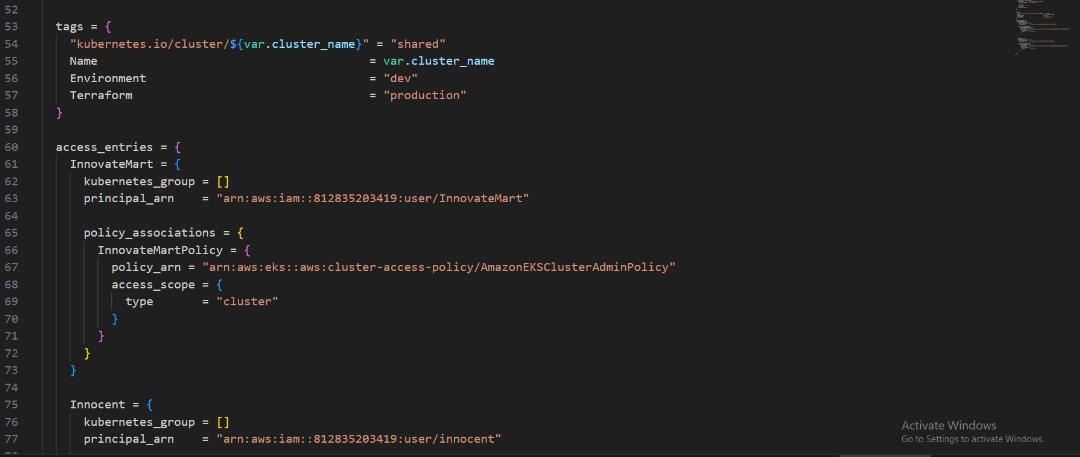 52
53 tags = {
54 "kubernetes.io/cluster/${var.cluster_name}" = "shared"
55 Name = var.cluster_name
56 Environment = "dev"
57 Terraform = "production"
58 }
59
60 access_entries = {
61 InnovateMart = {
62 kubernetes_group = []
63 principal_arn = "arn:aws:iam::812835203419:user/InnovateMart"
64
65 policy_associations = {
66 InnovateMartPolicy = {
67 policy_arn = "arn:aws:eks::aws:cluster-access-policy/AmazonEKSClusterAdminPolicy"
68 access_scope = {
69 type = "cluster"
70 }
71 }
72 }
73 }
74
75 Innocent = {
76 kubernetes_group = []
77 principal_arn = "arn:aws:iam::812835203419:user/innocent"
Activate Windows
Go to Settings to activate Windows.